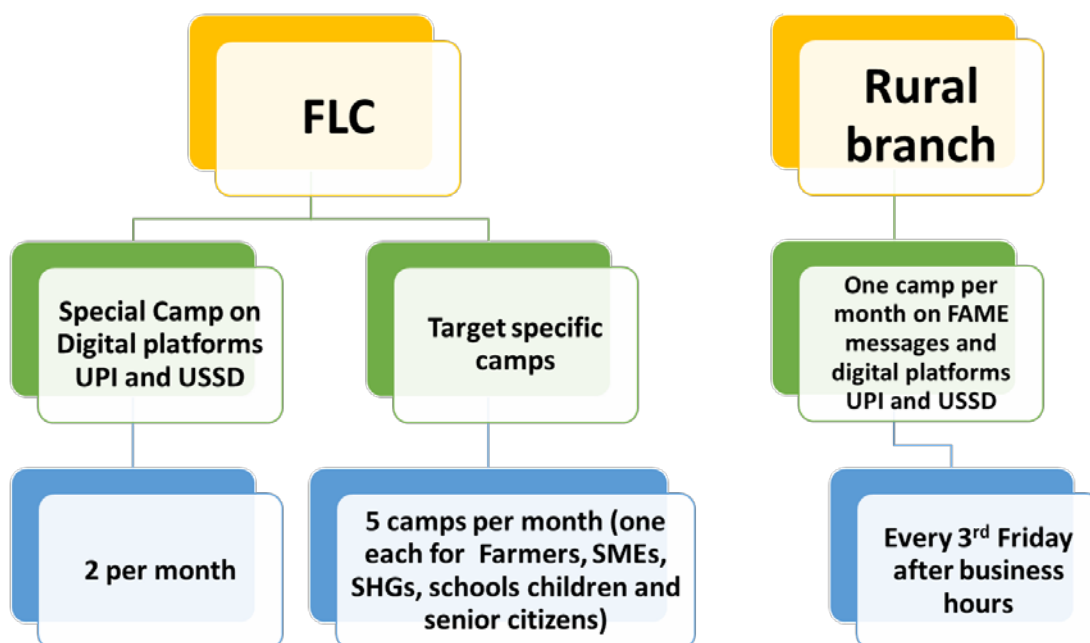 FLC
Special Camp on
Digital platforms
UPI and USSD
2 per month
Target specific
camps
5 camps per month (one
each for Farmers, SMEs,
SHGs, schools children and
senior citizens)
Rural
branch
One camp per
month on FAME
messages and
digital platforms
UPI and USSD
Every 3rd Friday
after business
hours